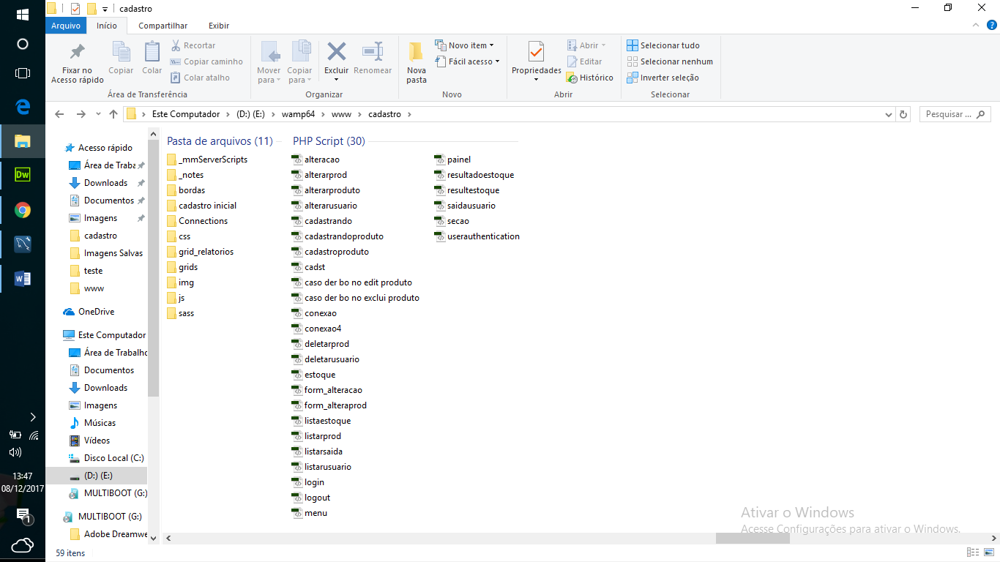 cadastro
Arquivo Início Compartilhar Exibir
Fixar no Acesso rápido
Copiar
Colar
Recortar
Copiar caminho
Colar atalho
Área de Transferência
Mover para
Copiar para
Excluir
Renomear
Organizar
Nova pasta
Novo item
Fácil acesso
Novo
Propriedades
Abrir
Editar
Histórico
Abrir
Selecionar tudo
Selecionar nenhum
Inverter seleção
Selecionar
Este Computador > (D:) (E:) > wamp64 > www > cadastro >
Pesquisar ...
Acesso rápido
Área de Traba
Downloads
Documentos
Imagens
cadastro
Imagens Salvas
teste
www
OneDrive
Este Computador
Área de Trabalho
Documentos
Downloads
Imagens
Músicas
Vídeos
Disco Local (C:)
(D:) (E:)
MULTIBOOT (G:)
MULTIBOOT (G:)
Adobe Dreamwe
Pasta de arquivos (11)
_mmServerScripts
_notes
bordas
cadastro inicial
Connections
css
grid_relatorios
grids
img
js
sass
PHP Script (30)
alteracao
alterarprod
alterarproduto
alterarusuario
cadastrando
cadastrandoproduto
cadastroproduto
cadst
caso der bo no edit produto
caso der bo no exclui produto
conexao
conexao4
deletarprod
deletarusuario
estoque
form_alteracao
form_alteraprod
listaestoque
listarprod
listarsaida
listarusuario
login
logout
menu
painel
resultadoestoque
resultestoque
saidausuario
secao
userauthentication
Ativar o Windows
Acesse Configurações para ativar o Windows.
59 itens
Dw
13:47
08/12/2017
1